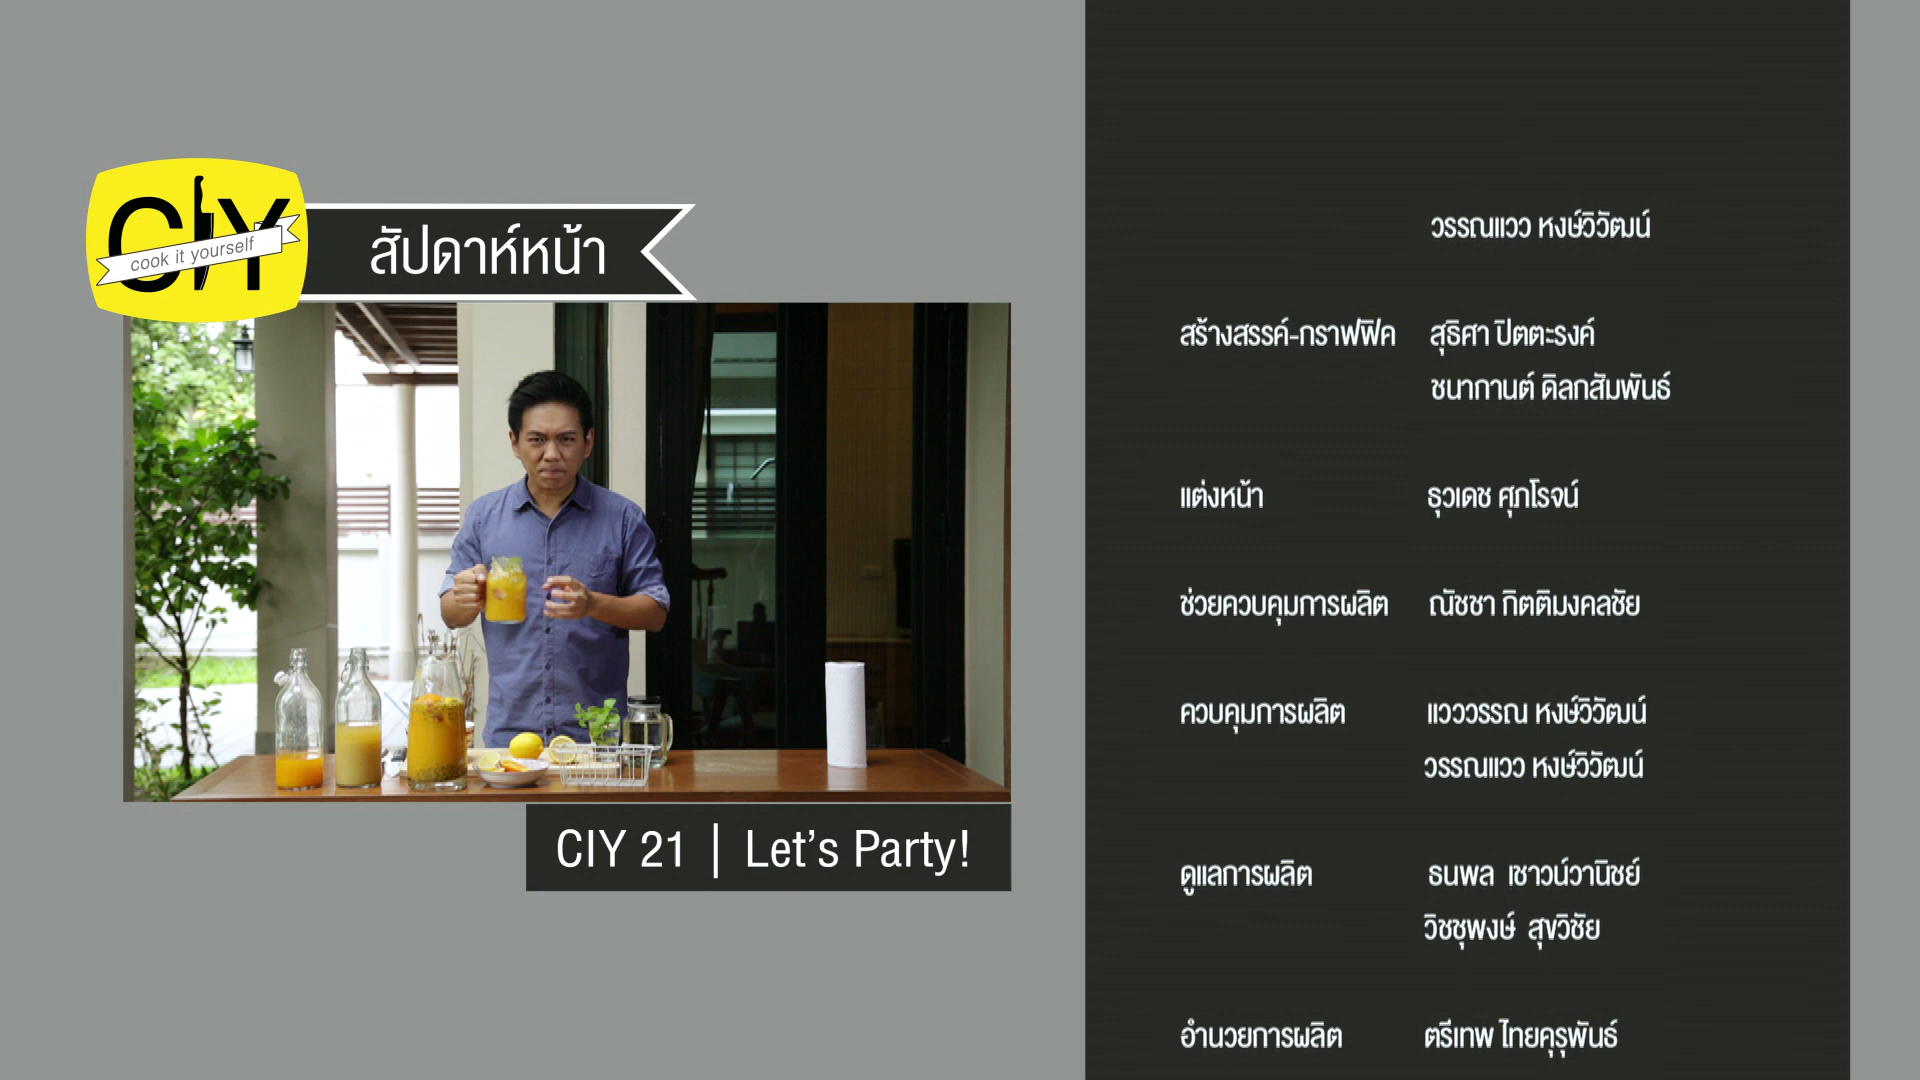 CIY
cook it yourself
สัปดาห์หน้า
CIY 21 | Let's Party!
วรรณแวว หงษ์วิวัฒน์
สร้างสรรค์-กราฟฟิค สุธิศา ปิตตะรงค์
ชนากานต์ ดิลกสัมพันธ์
แต่งหน้า ธุวเดช ศุภโรจน์
ช่วยควบคุมการผลิต ณัชชา กิตติมงคลชัย
ควบคุมการผลิต แวววรรณ หงษ์วิวัฒน์
วรรณแวว หงษ์วิวัฒน์
ดูแลการผลิต ธนพล เชาวน์วานิชย์
วิชชุพงษ์ สุขวิชัย
อำนวยการผลิต ตรีเทพ ไทยคุรุพันธ์